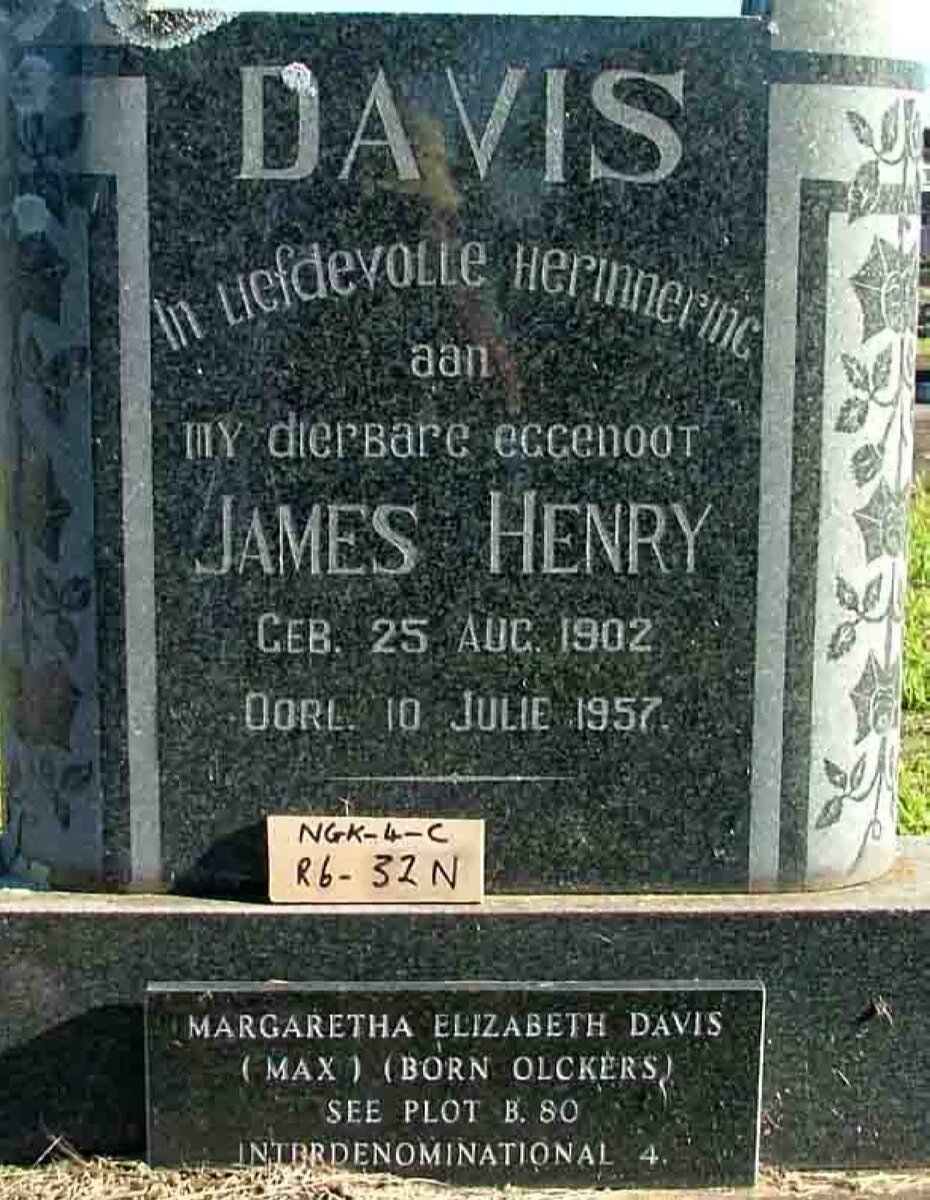 DAVIS
In Liefdevolle Herinnering
aan
my dierbare eggenoot
JAMES HENRY
GEB. 25 AUG. 1902
OORL. 10 JULIE 1957.
NGK-4-C
R6-32N
MARGARETHA ELIZABETH DAVIS
(MAX) (BORN OLCKERS)
SEE PLOT B. 80
INTERDENOMINATIONAL 4.